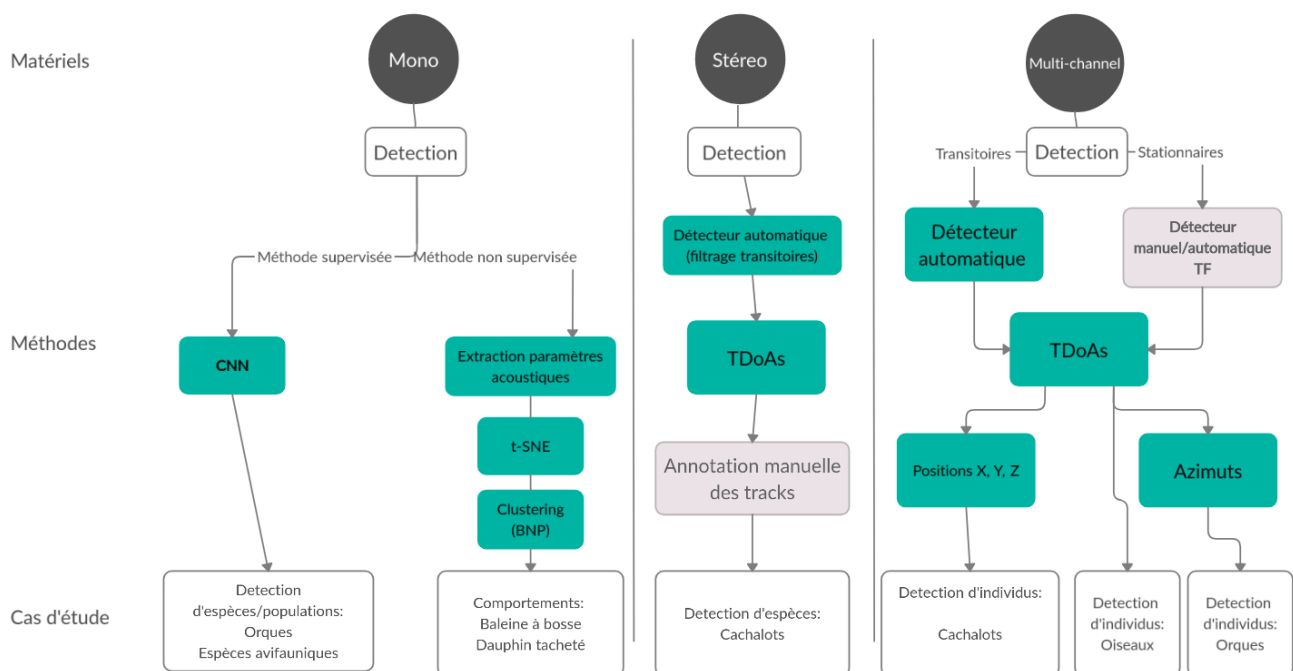 Matériels
Mono
Stéreo
Multi-channel
Detection
Detection
Transitoires
Detection
Stationnaires
Méthode supervisée
Méthode non supervisée
Détecteur automatique
(filtrage transitoires)
Détecteur
automatique
Détecteur
manuel/automatique
TF
Méthodes
CNN
Extraction paramètres
acoustiques
TDoAs
TDoAs
t-SNE
Annotation manuelle
des tracks
Positions X, Y, Z
Azimuts
Clustering
(BNP)
Cas d'étude
Detection
d'espèces/populations:
Orques
Espèces avifauniques
Comportements:
Baleine à bosse
Dauphin tacheté
Detection d'espèces:
Cachalots
Detection d'individus:
Cachalots
Detection
d'individus:
Oiseaux
Detection
d'individus:
Orques